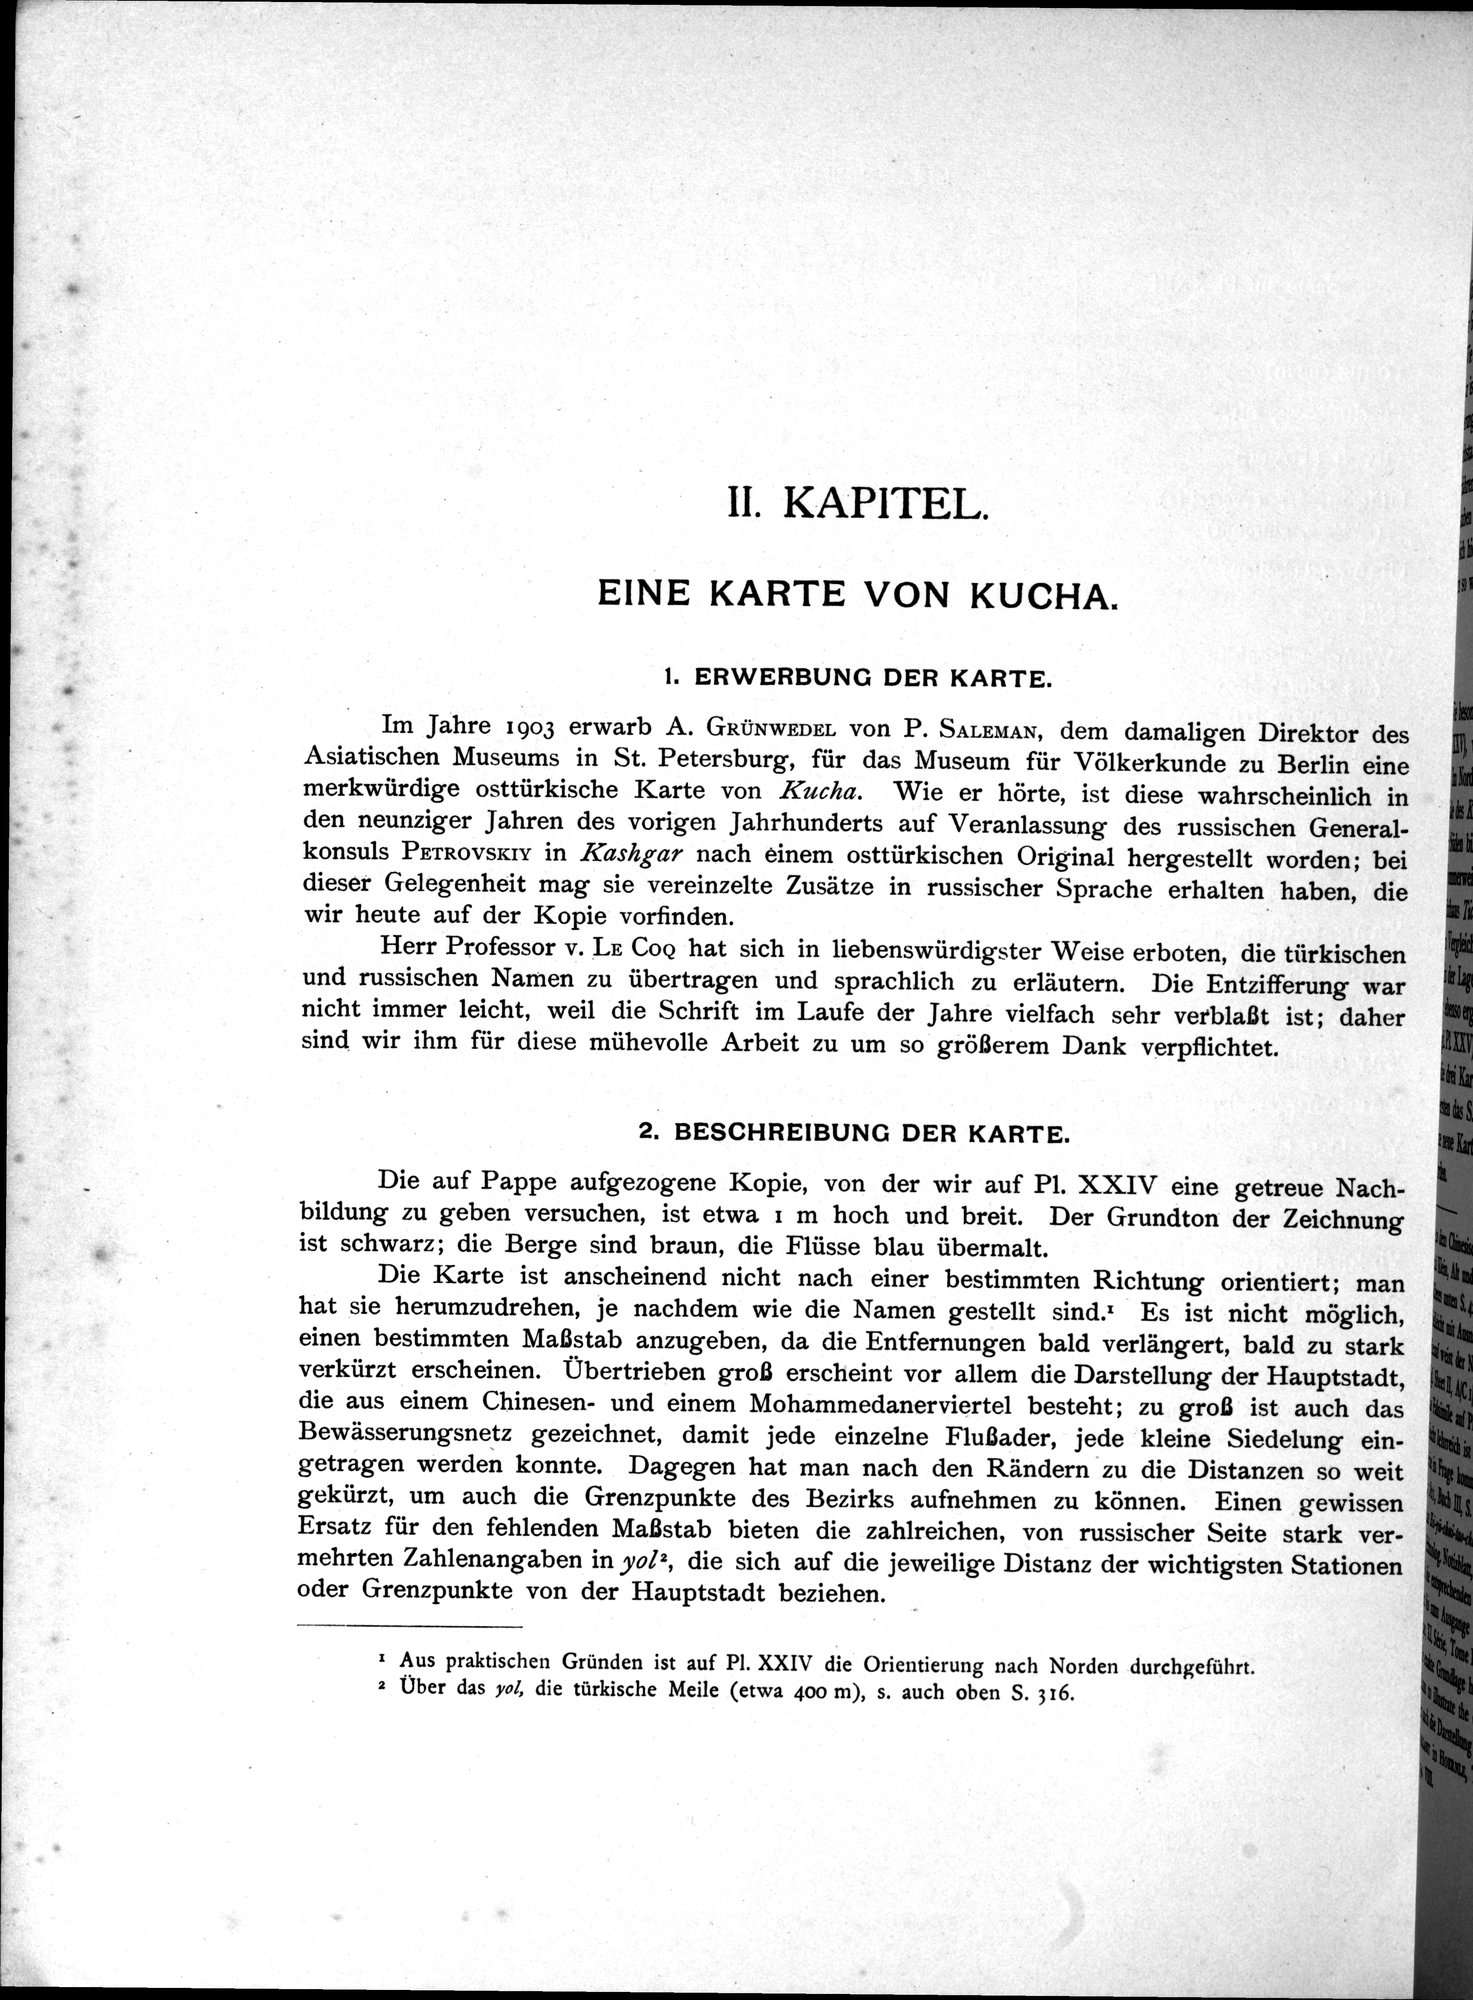 II. KAPITEL.
EINE KARTE VON KUCHA.
1. ERWERBUNG DER KARTE.
Im Jahre 1903 erwarb A. GRÜNWEDEL von P. SALEMAN, dem damaligen Direktor des
Asiatischen Museums in St. Petersburg, für das Museum für Völkerkunde zu Berlin eine
merkwürdige osttürkische Karte von Kucha. Wie er hörte, ist diese wahrscheinlich in
den neunziger Jahren des vorigen Jahrhunderts auf Veranlassung des russischen General-
konsuls PETROVSKIY in Kashgar nach einem osttürkischen Original hergestellt worden; bei
dieser Gelegenheit mag sie vereinzelte Zusätze in russischer Sprache erhalten haben, die
wir heute auf der Kopie vorfinden.
Herr Professor v. LE COQ hat sich in liebenswürdigster Weise erboten, die türkischen
und russischen Namen zu übertragen und sprachlich zu erläutern. Die Entzifferung war
nicht immer leicht, weil die Schrift im Laufe der Jahre vielfach sehr verblaßt ist; daher
sind wir ihm für diese mühevolle Arbeit zu um so größerem Dank verpflichtet.
2. BESCHREIBUNG DER KARTE.
Die auf Pappe aufgezogene Kopie, von der wir auf Pl. XXIV eine getreue Nach-
bildung zu geben versuchen, ist etwa 1 m hoch und breit. Der Grundton der Zeichnung
ist schwarz; die Berge sind braun, die Flüsse blau übermalt.
Die Karte ist anscheinend nicht nach einer bestimmten Richtung orientiert; man
hat sie herumzudrehen, je nachdem wie die Namen gestellt sind.¹ Es ist nicht möglich,
einen bestimmten Maßstab anzugeben, da die Entfernungen bald verlängert, bald zu stark
verkürzt erscheinen. Übertrieben groß erscheint vor allem die Darstellung der Hauptstadt,
die aus einem Chinesen- und einem Mohammedanerviertel besteht; zu groß ist auch das
Bewässerungsnetz gezeichnet, damit jede einzelne Flußader, jede kleine Siedelung ein-
getragen werden konnte. Dagegen hat man nach den Rändern zu die Distanzen so weit
gekürzt, um auch die Grenzpunkte des Bezirks aufnehmen zu können. Einen gewissen
Ersatz für den fehlenden Maßstab bieten die zahlreichen, von russischer Seite stark ver-
mehrten Zahlenangaben in yol², die sich auf die jeweilige Distanz der wichtigsten Stationen
oder Grenzpunkte von der Hauptstadt beziehen.
¹ Aus praktischen Gründen ist auf Pl. XXIV die Orientierung nach Norden durchgeführt.
² Über das yol, die türkische Meile (etwa 400 m), s. auch oben S. 316.